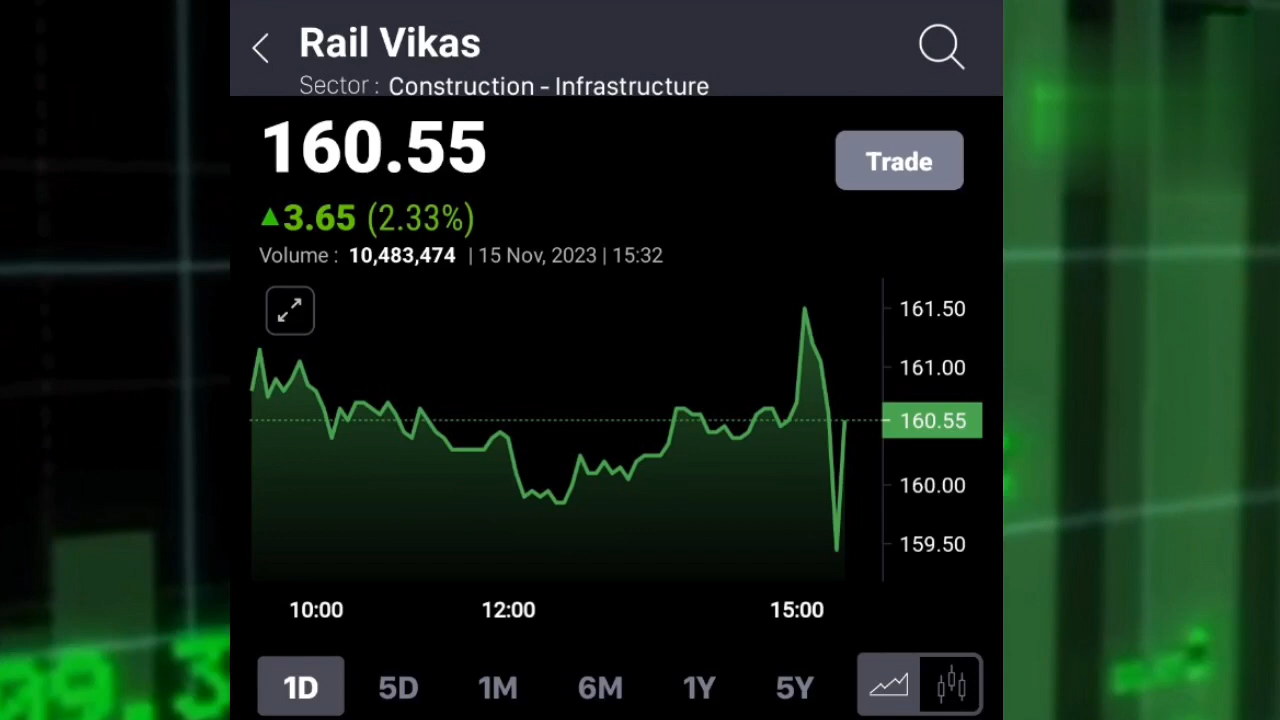 Rail Vikas
Sector : Construction - Infrastructure
160.55
Trade
▲3.65 (2.33%)
Volume : 10,483,474 | 15 Nov, 2023 | 15:32
161.50
161.00
160.55
160.00
159.50
10:00 12:00 15:00
1D 5D 1M 6M 1Y 5Y